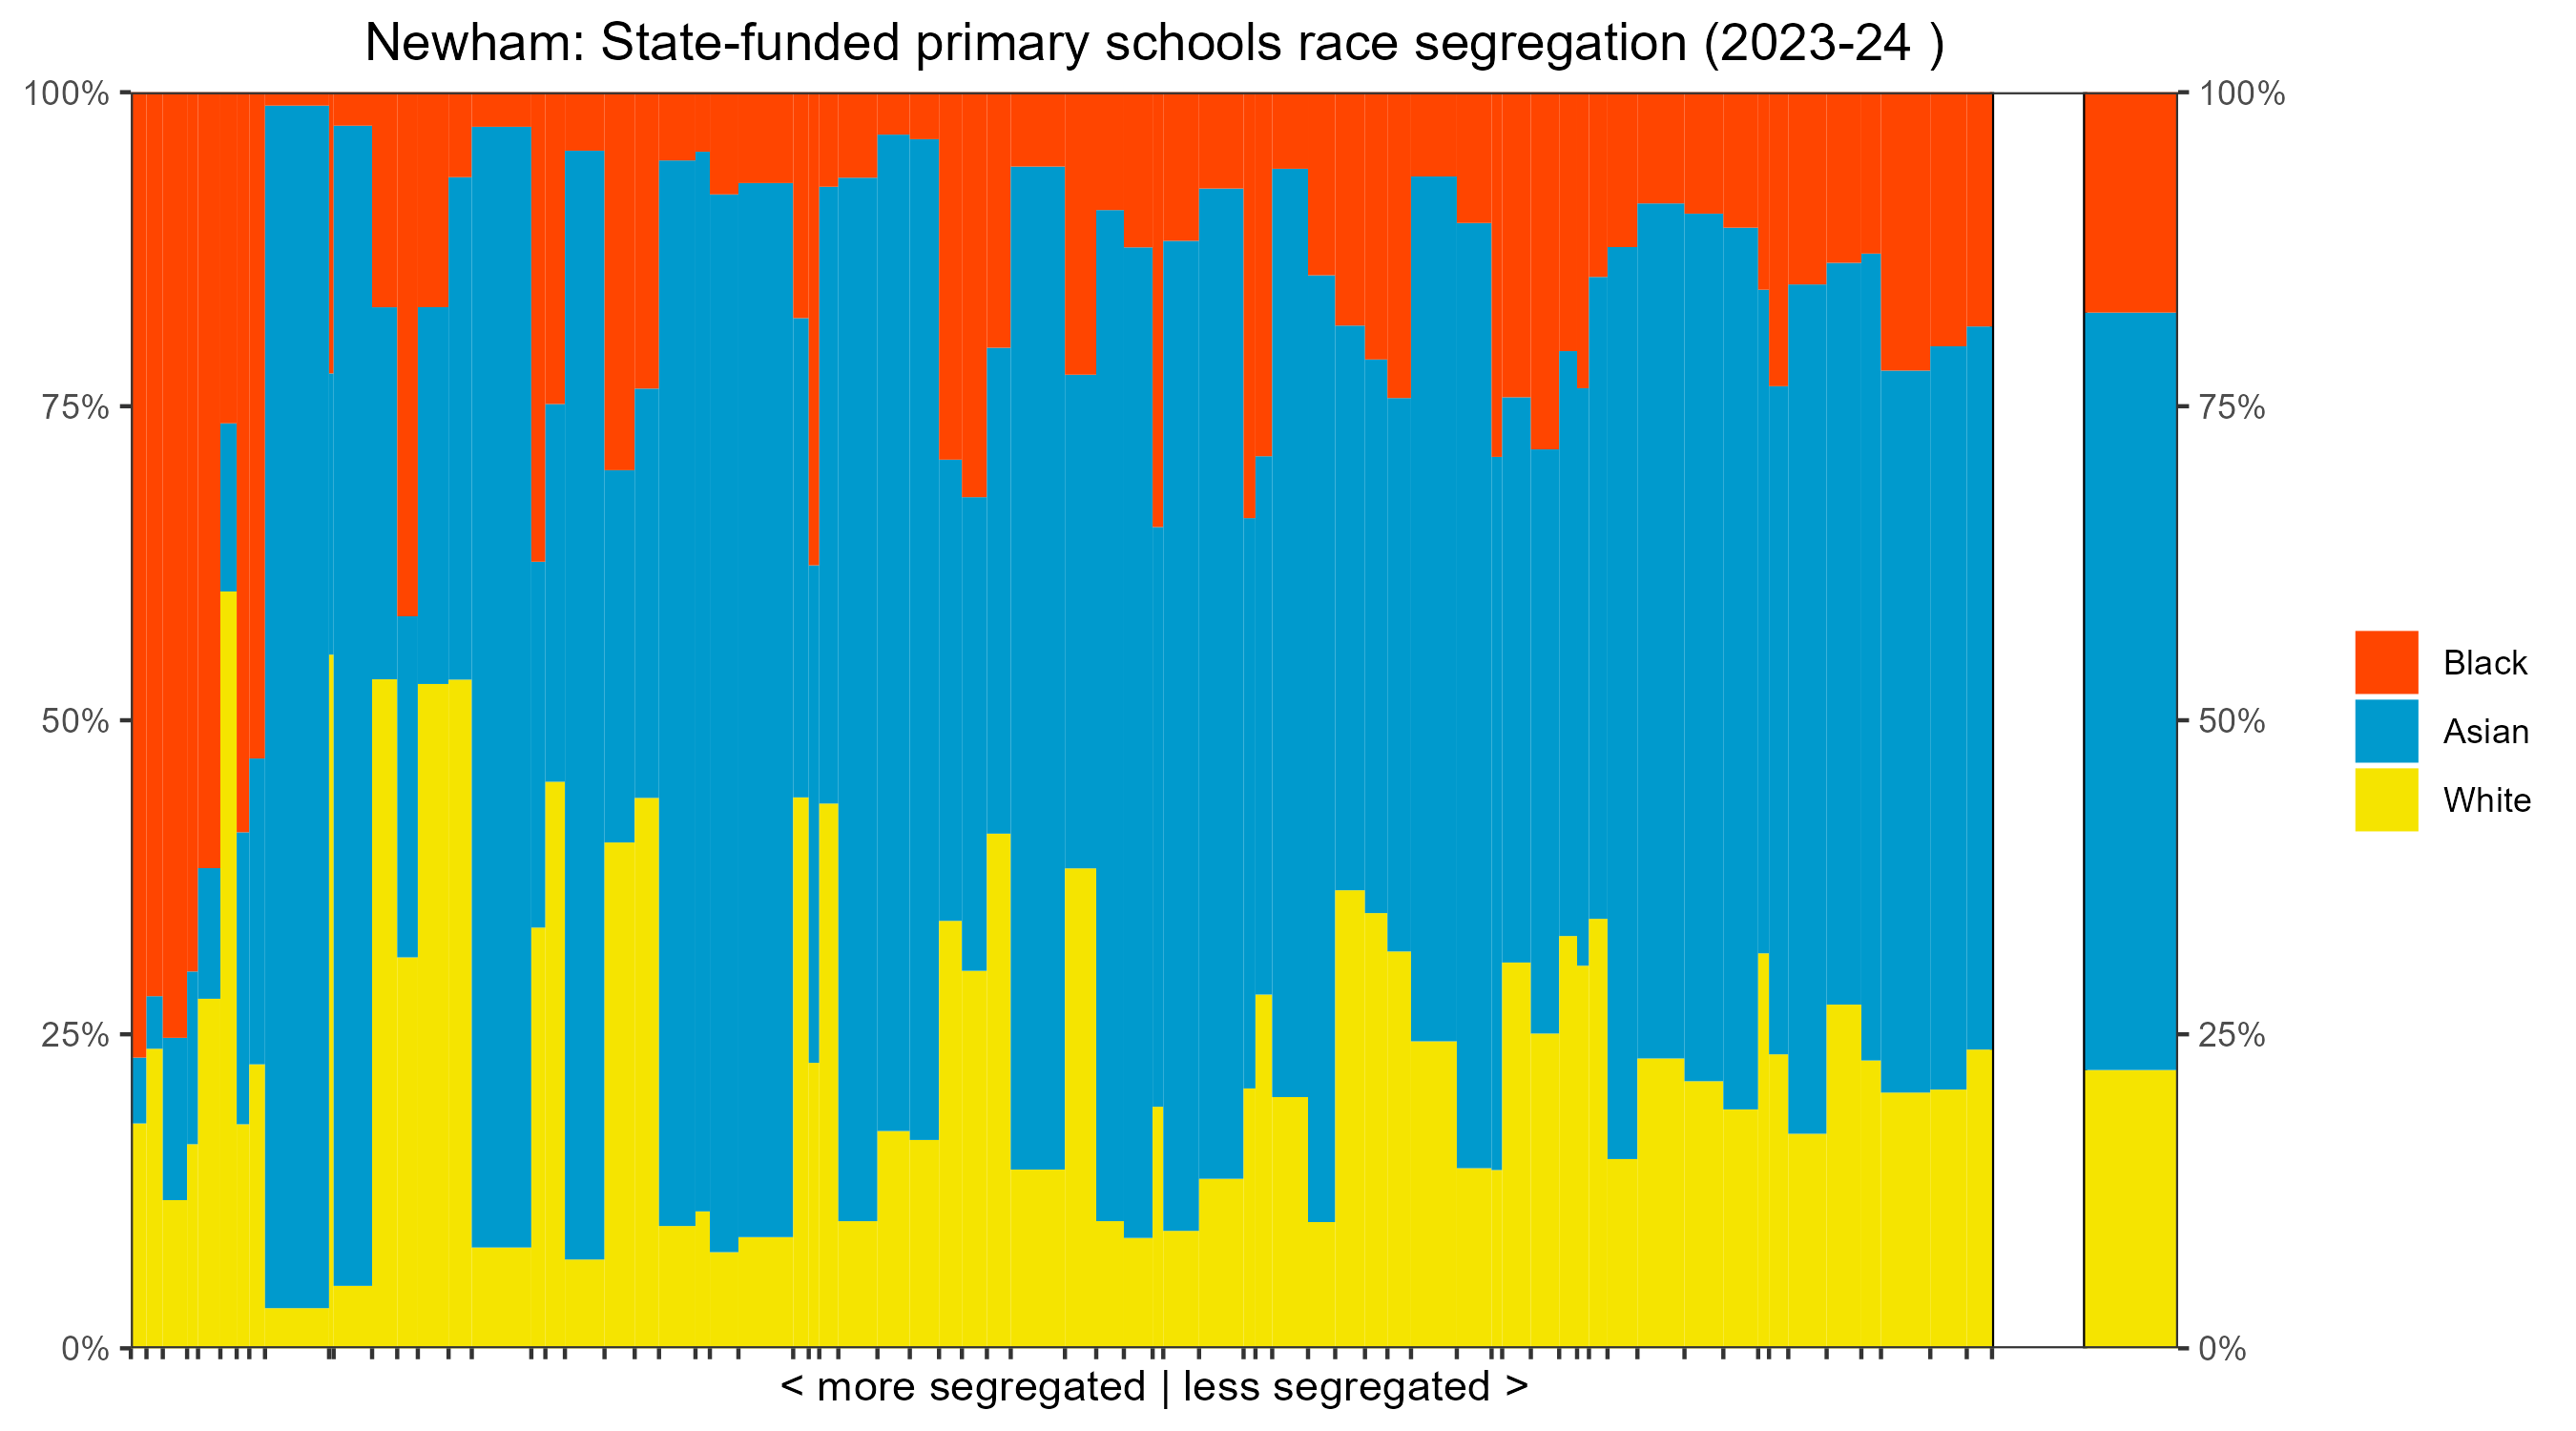 Newham: State-funded primary schools race segregation (2023-24 )
100%
75%
50%
25%
0%
100%
75%
50%
25%
0%
Black
Asian
White
< more segregated | less segregated >